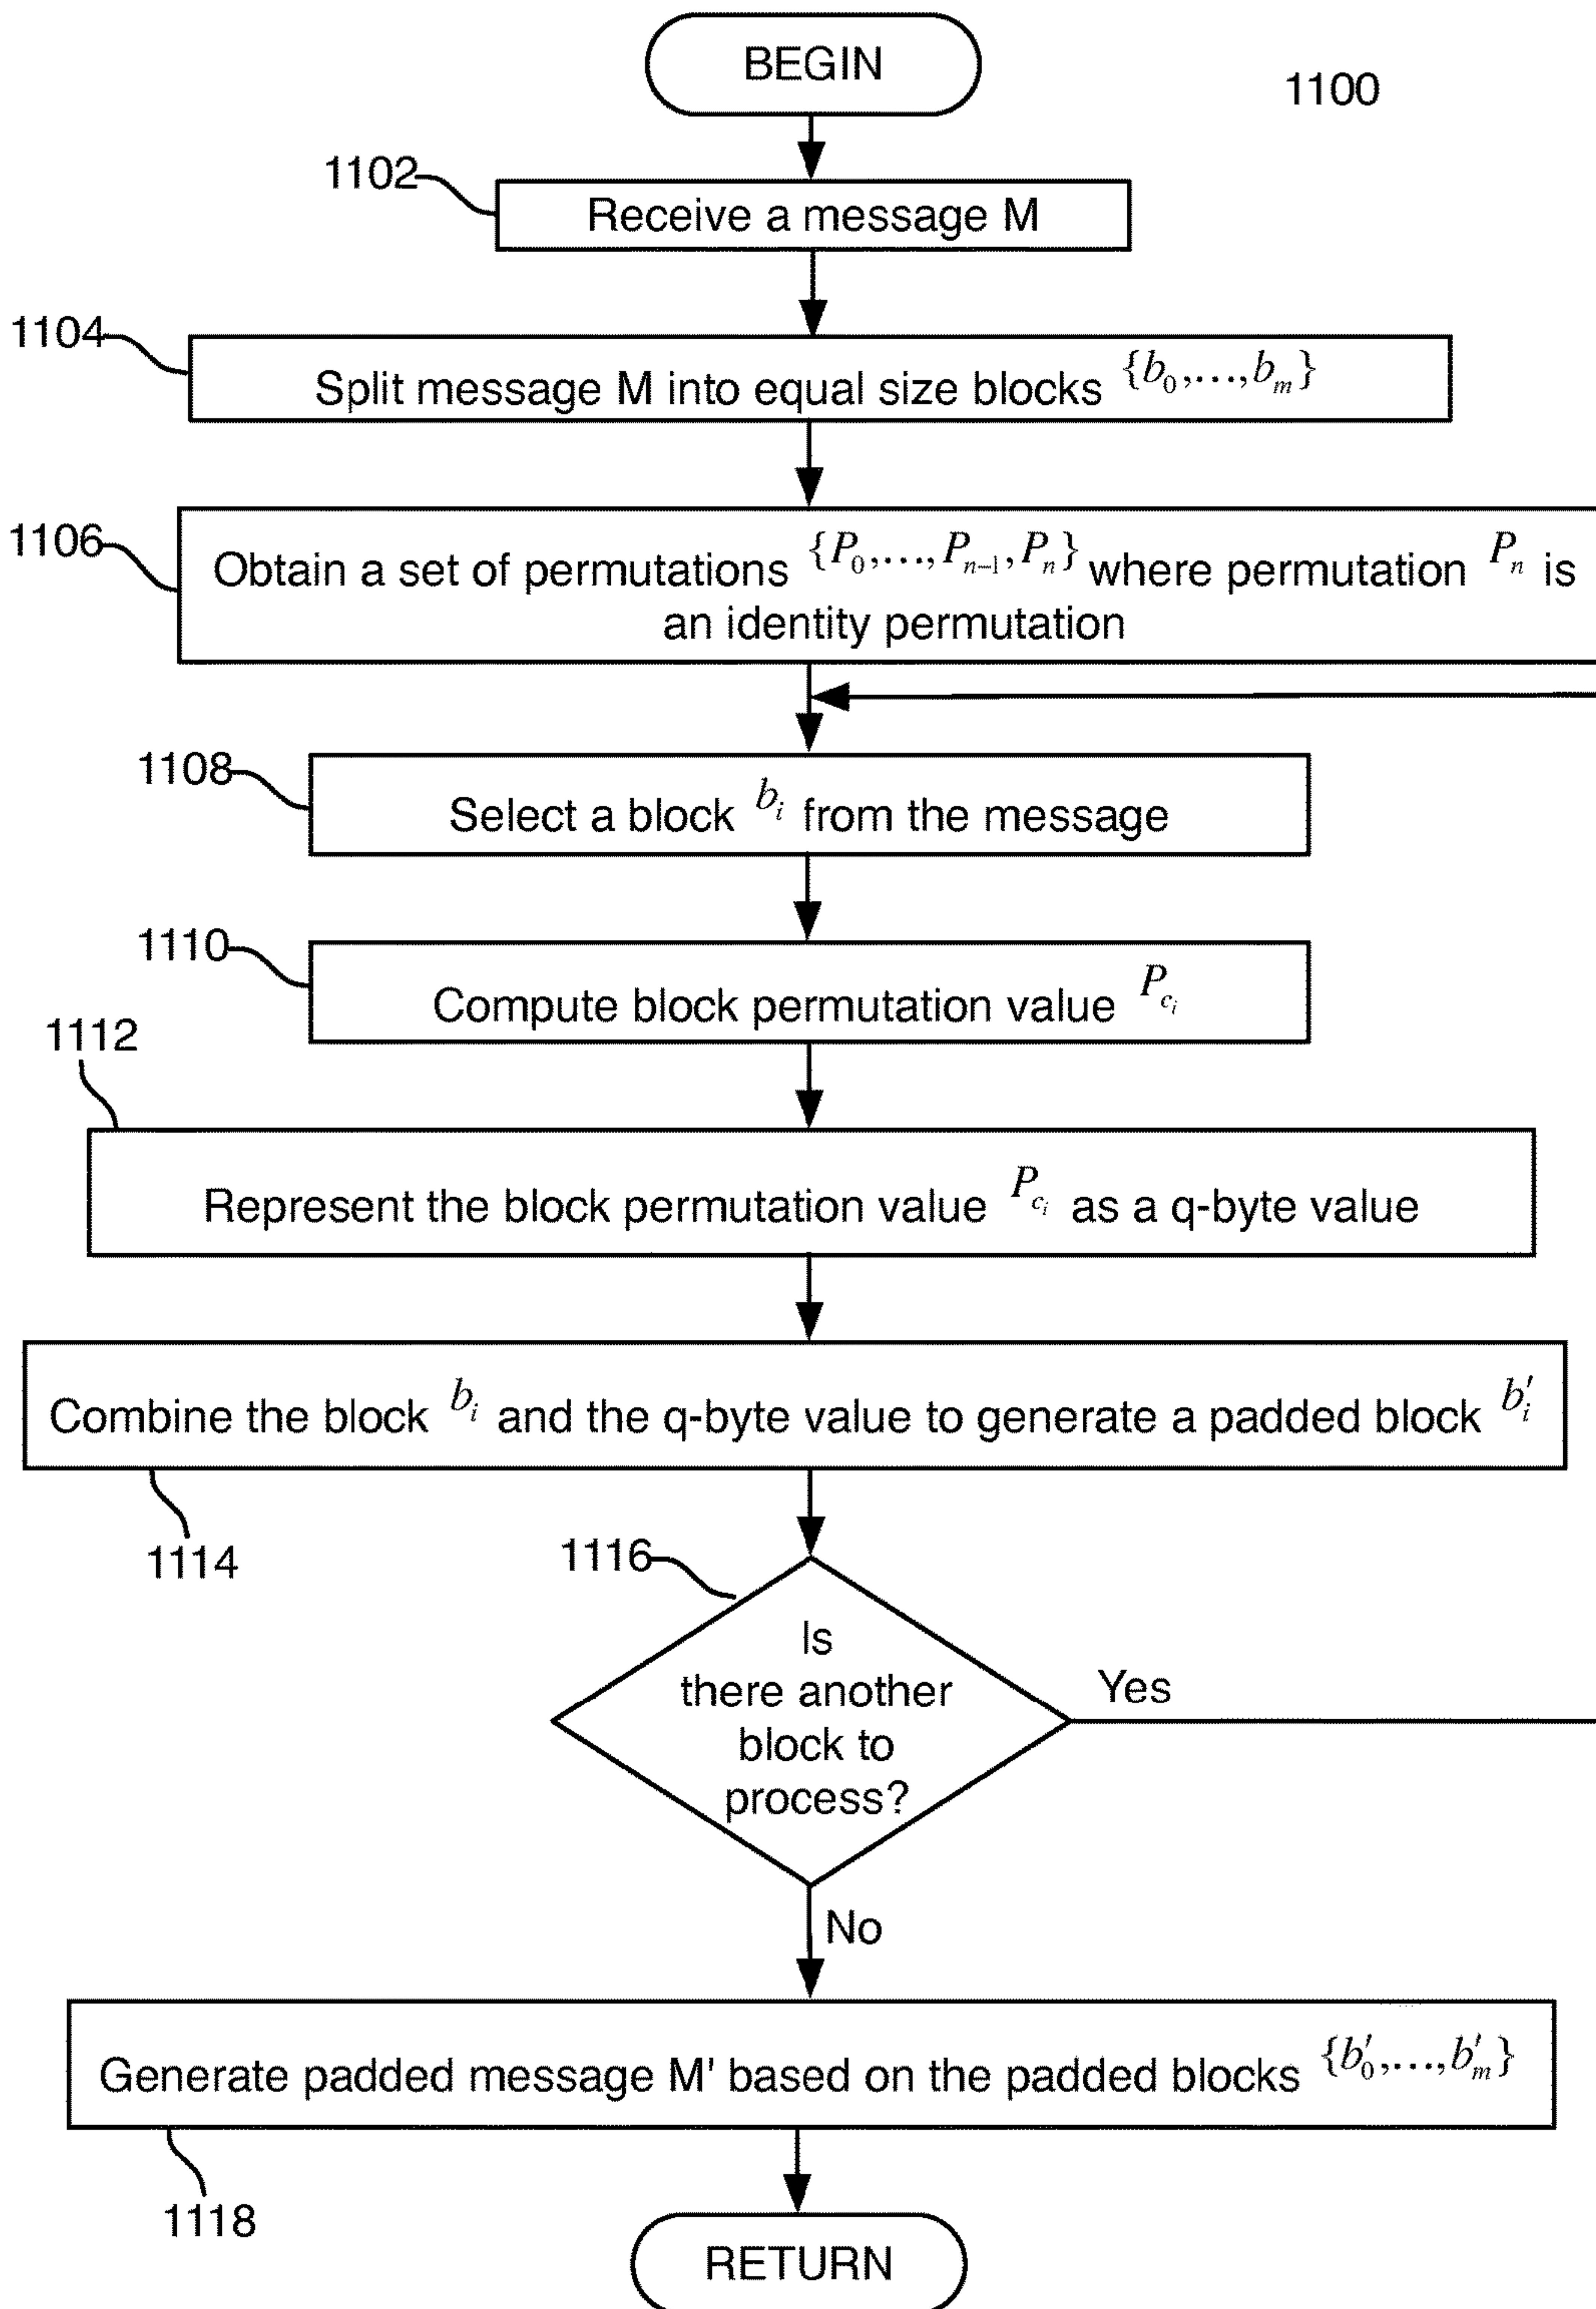 BEGIN
1100
1102
Receive a message M
1104
Split message M into equal size blocks {b₀,...,bₘ}
1106
Obtain a set of permutations {P₀,...,Pₙ₋₁,Pₙ} where permutation Pₙ is
an identity permutation
1108
Select a block bᵢ from the message
1110
Compute block permutation value P_{cᵢ}
1112
Represent the block permutation value P_{cᵢ} as a q-byte value
Combine the block bᵢ and the q-byte value to generate a padded block b′ᵢ
1114
1116
Is
there another
block to
process?
Yes
No
Generate padded message M' based on the padded blocks {b′₀,...,b′ₘ}
1118
RETURN